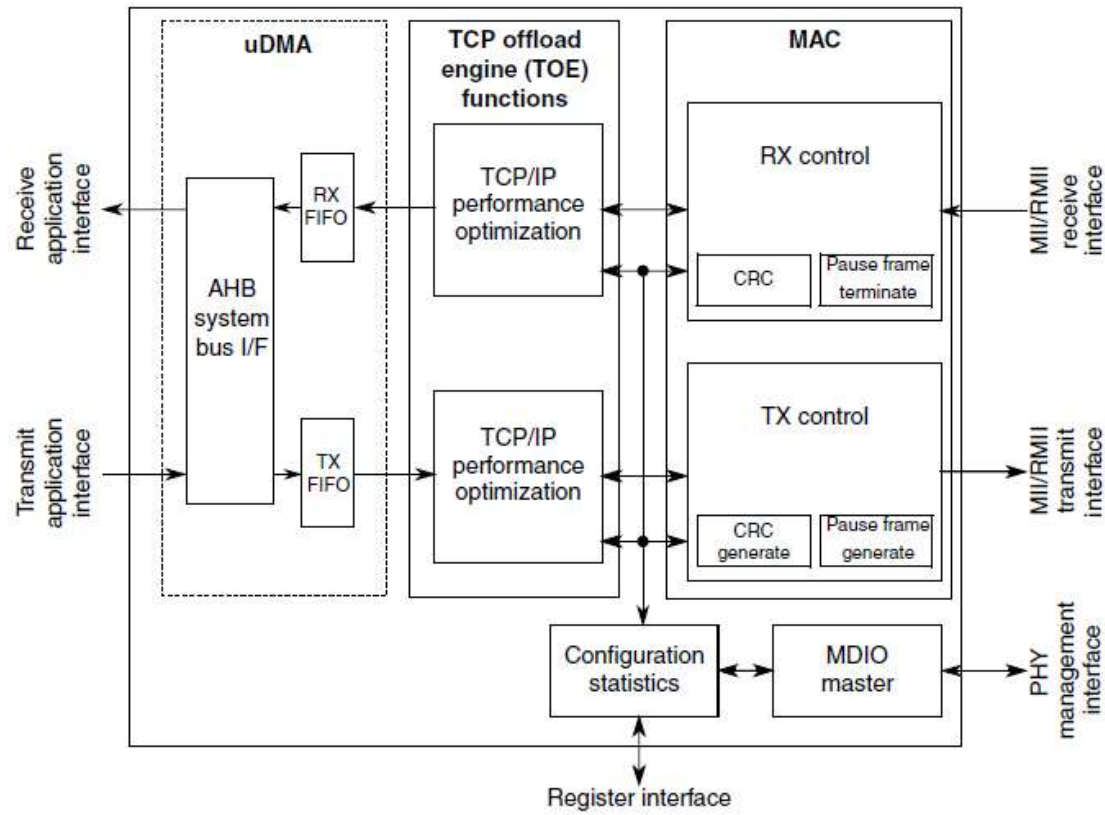 uDMA
TCP offload
engine (TOE)
functions
MAC
Receive
application
interface
RX
FIFO
TCP/IP
performance
optimization
RX control
CRC
Pause frame
terminate
MII/RMII
receive
interface
AHB
system
bus I/F
Transmit
application
interface
TX
FIFO
TCP/IP
performance
optimization
TX control
CRC
generate
Pause frame
generate
MII/RMII
transmit
interface
Configuration
statistics
MDIO
master
PHY
management
interface
Register interface